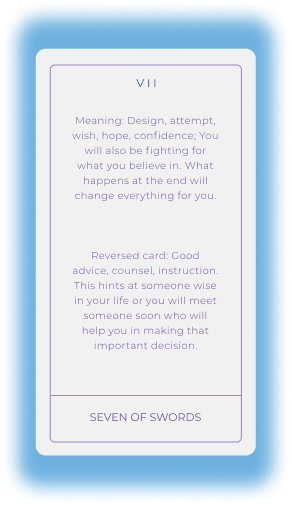 VII
Meaning: Design, attempt,
wish, hope, confidence; You
will also be fighting for
what you believe in. What
happens at the end will
change everything for you.
Reversed card: Good
advice, counsel, instruction.
This hints at someone wise
in your life or you will meet
someone soon who will
help you in making that
important decision.
SEVEN OF SWORDS